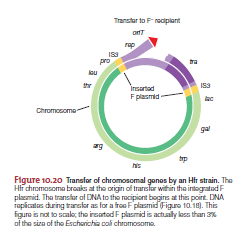 Transfer to F⁻ recipient
oriT
rep
IS3
pro
tra
leu
thr
Inserted
F plasmid
IS3
lac
Chromosome
gal
arg
his
trp
Figure 10.20 Transfer of chromosomal genes by an Hfr strain. The
Hfr chromosome breaks at the origin of transfer within the integrated F
plasmid. The transfer of DNA to the recipient begins at this point. DNA
replicates during transfer as for a free F plasmid (Figure 10.18). This
figure is not to scale; the inserted F plasmid is actually less than 3%
of the size of the Escherichia coli chromosome.